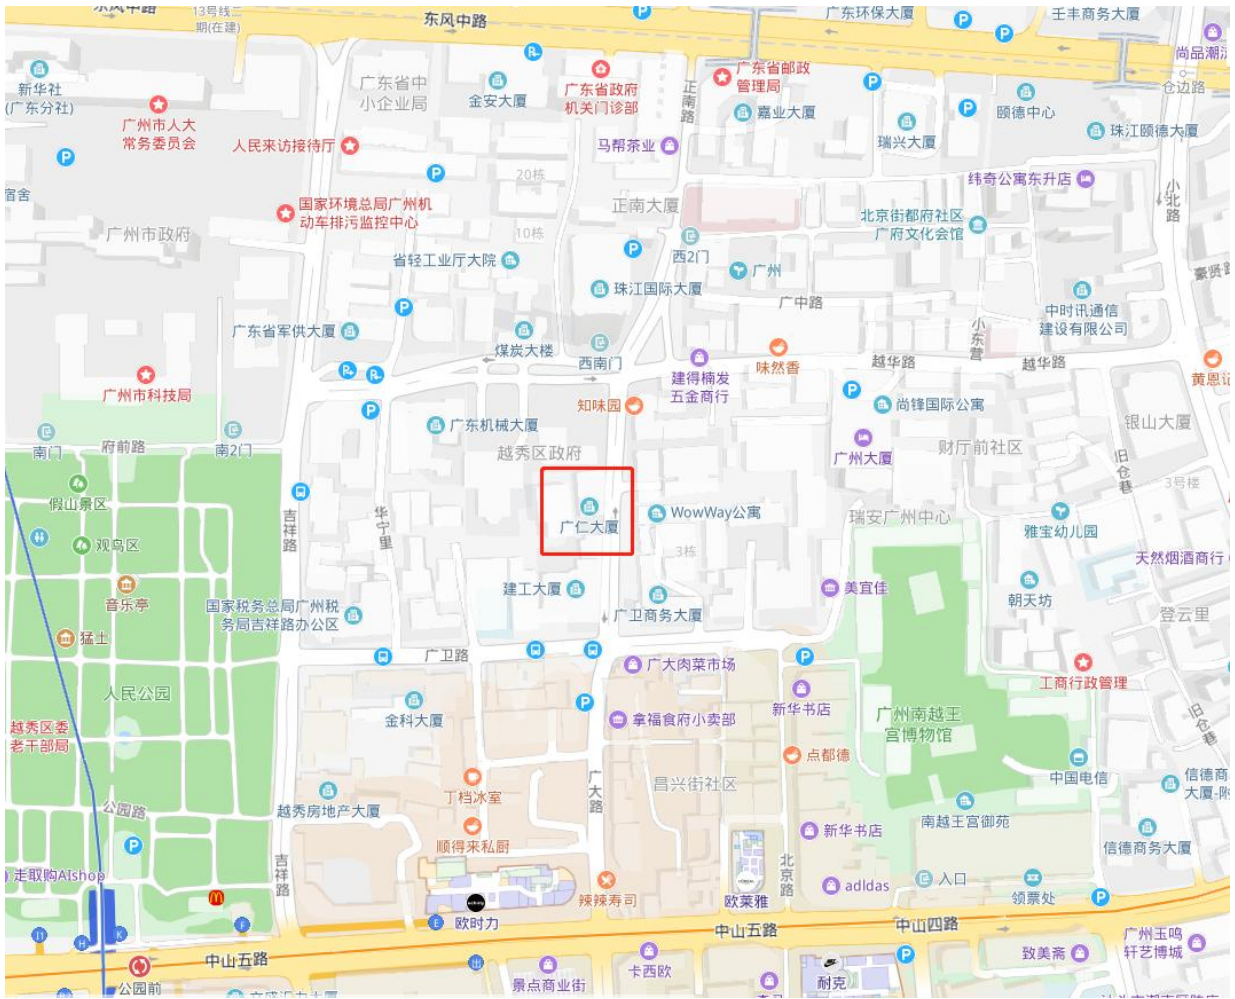 东风中路
13号线二
期(在建)
东风中路
广东环保大厦
壬丰商务大厦
尚品潮流
新华社
(广东分社)
广州市人大
常务委员会
广东省中
小企业局
金安大厦
广东省政府
机关门诊部
正南路
广东省邮政
管理局
嘉业大厦
瑞兴大厦
颐德中心
珠江颐德大厦
仓边路
人民来访接待厅
马帮茶业
20栋
纬奇公寓东升店
小北路
宿舍
国家环境总局广州机
动车排污监控中心
正南大厦
北京街都府社区
广府文化会馆
广州市政府
10栋
西2门
省轻工业厅大院
广州
豪贤路
珠江国际大厦
广中路
中时讯通信
建设有限公司
广东省军供大厦
煤炭大楼
西南门
小东营
味然香
越华路
越华路
建得楠发
五金商行
黄恩记
广州市科技局
知味园
尚锋国际公寓
银山大厦
南门
府前路
南2门
广东机械大厦
越秀区政府
广州大厦
财厅前社区
旧仓巷
3号楼
假山景区
吉祥路
华宁里
广仁大厦
WowWay公寓
瑞安广州中心
雅宝幼儿园
观鸟区
3栋
天然烟酒商行
音乐亭
建工大厦
美宜佳
朝天坊
国家税务总局广州税
务局吉祥路办公区
广卫商务大厦
登云里
猛士
广卫路
广大肉菜市场
工商行政管理
人民公园
金科大厦
新华书店
广州南越王
宫博物馆
旧仓巷
越秀区委
老干部局
拿福食府小卖部
点都德
广大路
昌兴街社区
中国电信
信德商
大厦-附
丁档冰室
公园路
越秀房地产大厦
南越王宫御苑
新华书店
顺得来私厨
信德商务大厦
吉祥路
北京路
走取购AIshop
adldas
入口
领票处
辣辣寿司
欧莱雅
欧时力
中山五路
中山四路
中山五路
广州玉鸣
轩艺博城
致美斋
卡西欧
景点商业街
耐克
公园前